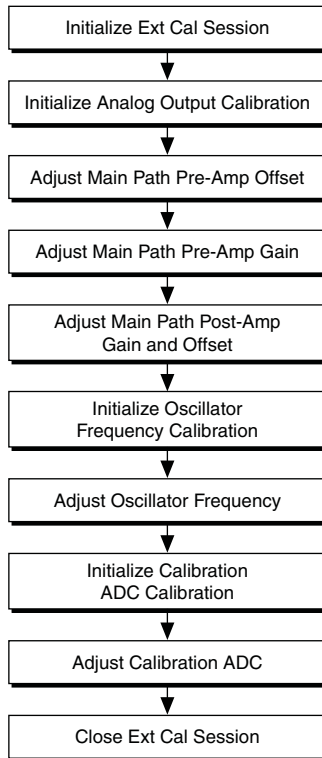 Initialize Ext Cal Session
Initialize Analog Output Calibration
Adjust Main Path Pre-Amp Offset
Adjust Main Path Pre-Amp Gain
Adjust Main Path Post-Amp
Gain and Offset
Initialize Oscillator
Frequency Calibration
Adjust Oscillator Frequency
Initialize Calibration
ADC Calibration
Adjust Calibration ADC
Close Ext Cal Session